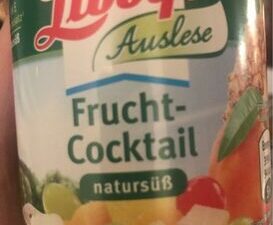 Auslese
Frucht-
Cocktail
natursüß